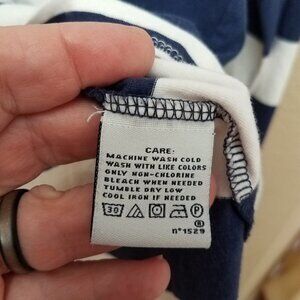 CARE:
MACHINE WASH COLD
WASH WITH LIKE COLORS
ONLY NON-CHLORINE
BLEACH WHEN NEEDED
TUMBLE DRY LOW
COOL IRON IF NEEDED
30 P
n°1529